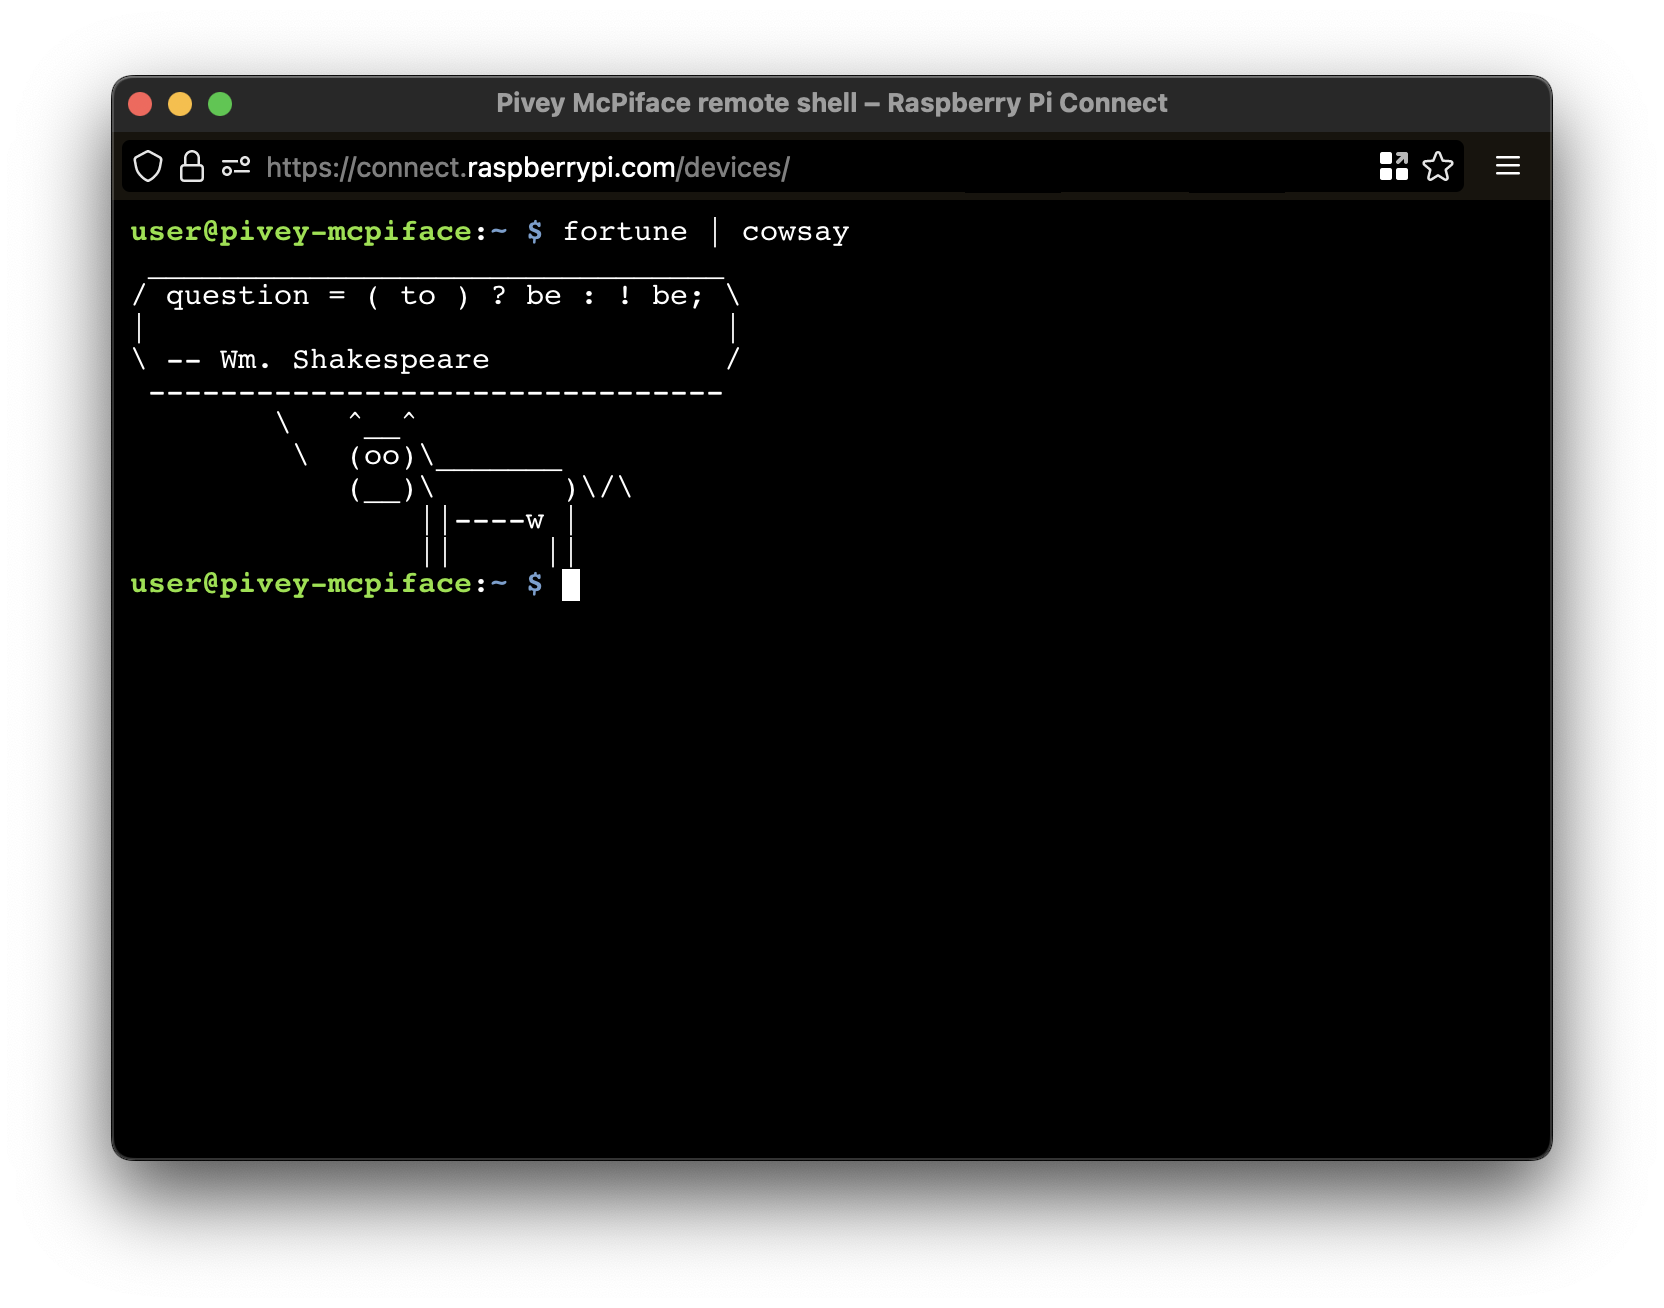 Pivey McPiface remote shell – Raspberry Pi Connect
https://connect.raspberrypi.com/devices/
user@pivey-mcpiface:~ $ fortune | cowsay
 ________________________________
/ question = ( to ) ? be : ! be; \
|                                |
\ -- Wm. Shakespeare             /
 --------------------------------
        \   ^__^
         \  (oo)\_______
            (__)\       )\/\
                ||----w |
                ||     ||
user@pivey-mcpiface:~ $